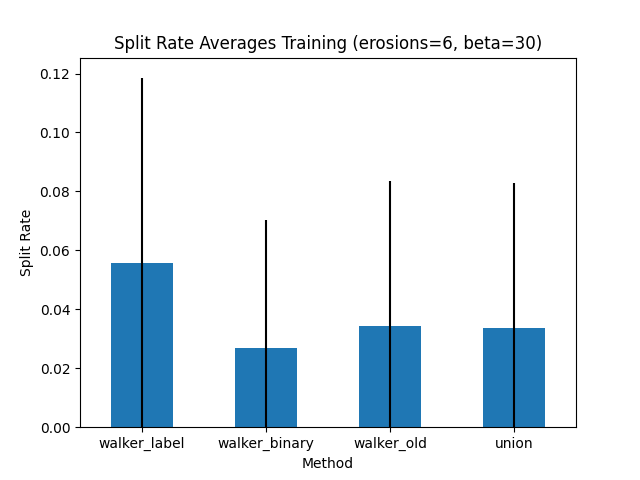 Split Rate Averages Training (erosions=6, beta=30)
0.12
0.10
0.08
0.06
0.04
0.02
0.00
Split Rate
walker_label walker_binary walker_old union
Method